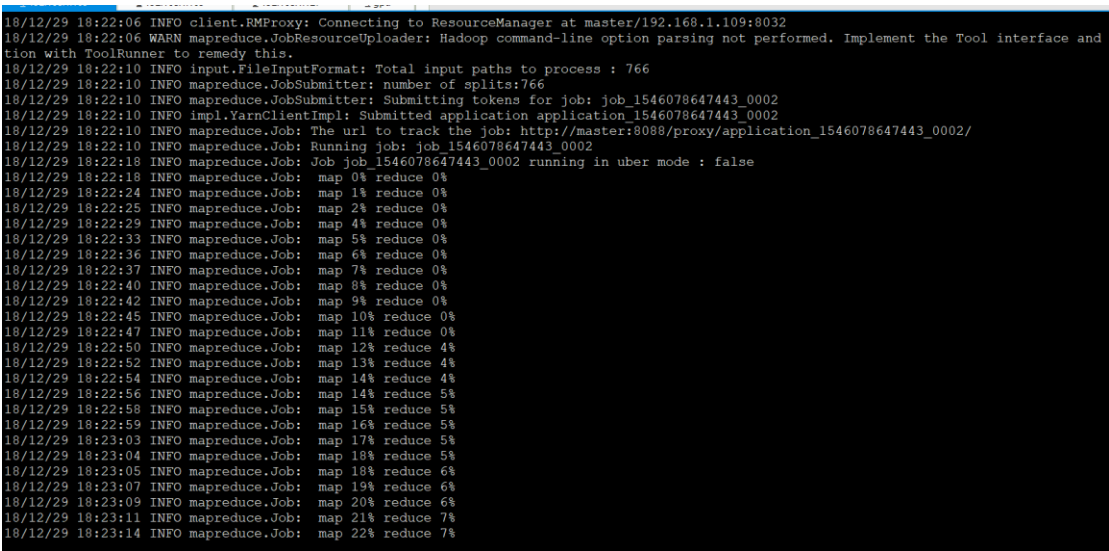 18/12/29 18:22:06 INFO client.RMProxy: Connecting to ResourceManager at master/192.168.1.109:8032
18/12/29 18:22:06 WARN mapreduce.JobResourceUploader: Hadoop command-line option parsing not performed. Implement the Tool interface and
tion with ToolRunner to remedy this.
18/12/29 18:22:10 INFO input.FileInputFormat: Total input paths to process : 766
18/12/29 18:22:10 INFO mapreduce.JobSubmitter: number of splits:766
18/12/29 18:22:10 INFO mapreduce.JobSubmitter: Submitting tokens for job: job_1546078647443_0002
18/12/29 18:22:10 INFO impl.YarnClientImpl: Submitted application application_1546078647443_0002
18/12/29 18:22:10 INFO mapreduce.Job: The url to track the job: http://master:8088/proxy/application_1546078647443_0002/
18/12/29 18:22:10 INFO mapreduce.Job: Running job: job_1546078647443_0002
18/12/29 18:22:18 INFO mapreduce.Job: Job job_1546078647443_0002 running in uber mode : false
18/12/29 18:22:18 INFO mapreduce.Job:  map 0% reduce 0%
18/12/29 18:22:24 INFO mapreduce.Job:  map 1% reduce 0%
18/12/29 18:22:25 INFO mapreduce.Job:  map 2% reduce 0%
18/12/29 18:22:29 INFO mapreduce.Job:  map 4% reduce 0%
18/12/29 18:22:33 INFO mapreduce.Job:  map 5% reduce 0%
18/12/29 18:22:36 INFO mapreduce.Job:  map 6% reduce 0%
18/12/29 18:22:37 INFO mapreduce.Job:  map 7% reduce 0%
18/12/29 18:22:40 INFO mapreduce.Job:  map 8% reduce 0%
18/12/29 18:22:42 INFO mapreduce.Job:  map 9% reduce 0%
18/12/29 18:22:45 INFO mapreduce.Job:  map 10% reduce 0%
18/12/29 18:22:47 INFO mapreduce.Job:  map 11% reduce 0%
18/12/29 18:22:50 INFO mapreduce.Job:  map 12% reduce 4%
18/12/29 18:22:52 INFO mapreduce.Job:  map 13% reduce 4%
18/12/29 18:22:54 INFO mapreduce.Job:  map 14% reduce 4%
18/12/29 18:22:56 INFO mapreduce.Job:  map 14% reduce 5%
18/12/29 18:22:58 INFO mapreduce.Job:  map 15% reduce 5%
18/12/29 18:22:59 INFO mapreduce.Job:  map 16% reduce 5%
18/12/29 18:23:03 INFO mapreduce.Job:  map 17% reduce 5%
18/12/29 18:23:04 INFO mapreduce.Job:  map 18% reduce 5%
18/12/29 18:23:05 INFO mapreduce.Job:  map 18% reduce 6%
18/12/29 18:23:07 INFO mapreduce.Job:  map 19% reduce 6%
18/12/29 18:23:09 INFO mapreduce.Job:  map 20% reduce 6%
18/12/29 18:23:11 INFO mapreduce.Job:  map 21% reduce 7%
18/12/29 18:23:14 INFO mapreduce.Job:  map 22% reduce 7%